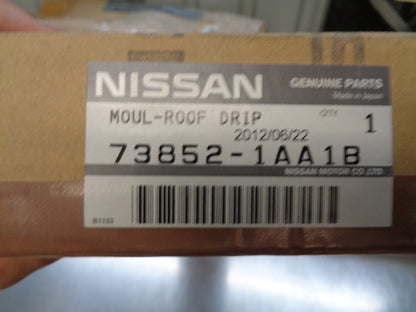 NISSAN
GENUINE PARTS
Made in Japan
MOUL-ROOF DRIP
QTY
1
2012/06/22
73852-1AA1B
NISSAN MOTOR CO.,LTD